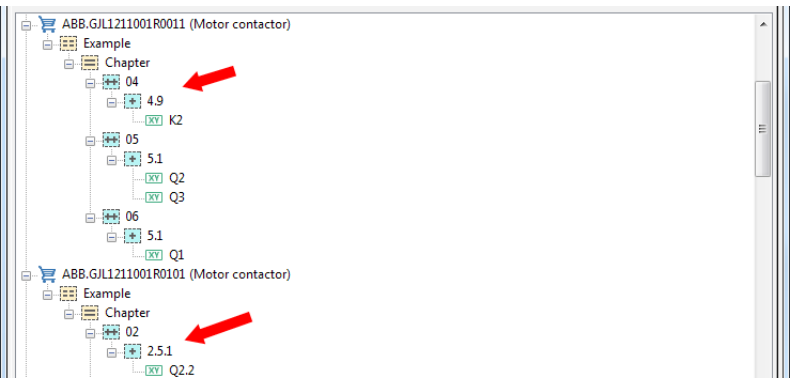 ABB.GJL1211001R0011 (Motor contactor)
Example
Chapter
04
4.9
XY K2
05
5.1
XY Q2
XY Q3
06
5.1
XY Q1
ABB.GJL1211001R0101 (Motor contactor)
Example
Chapter
02
2.5.1
XY Q2.2